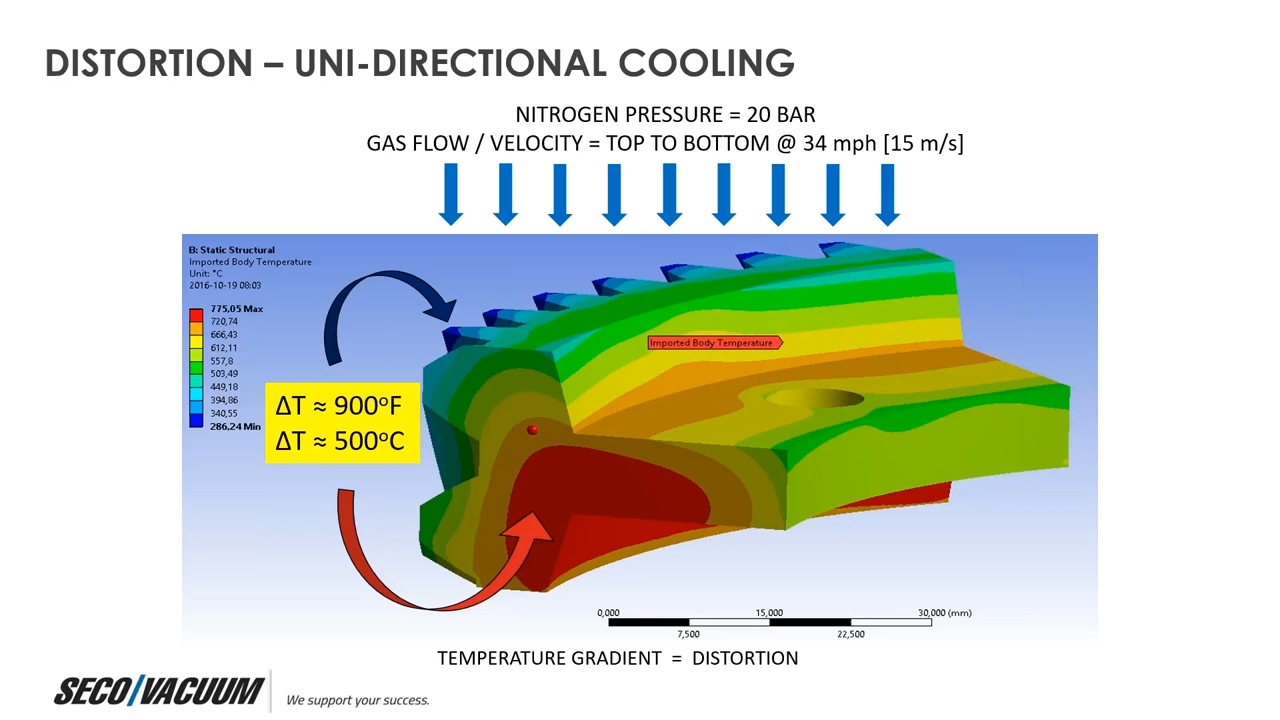 DISTORTION – UNI-DIRECTIONAL COOLING
NITROGEN PRESSURE = 20 BAR
GAS FLOW / VELOCITY = TOP TO BOTTOM @ 34 mph [15 m/s]
B: Static Structural
Imported Body Temperature
Unit: °C
2016-10-19 08:03
775,05 Max
720,74
666,43
612,11
557,8
503,49
449,18
394,86
340,55
286,24 Min
Imported Body Temperature
ΔT ≈ 900°F
ΔT ≈ 500°C
0,000 15,000 30,000 (mm)
7,500 22,500
TEMPERATURE GRADIENT = DISTORTION
SECO/VACUUM
We support your success.